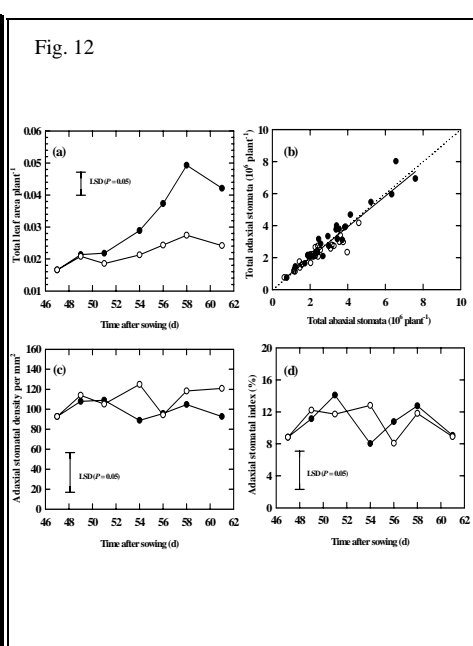 Fig. 12
(a)
Total leaf area plant-1
0.06
0.05
0.04
0.03
0.02
0.01
LSD (P = 0.05)
46 48 50 52 54 56 58 60 62
Time after sowing (d)
(b)
Total adaxial stomata (10^6 plant-1)
10
8
6
4
2
0
0 2 4 6 8 10
Total abaxial stomata (10^6 plant-1)
(c)
Adaxial stomatal density per mm2
160
140
120
100
80
60
40
20
0
LSD (P = 0.05)
46 48 50 52 54 56 58 60 62
Time after sowing (d)
(d)
Adaxial stomatal index (%)
20
16
12
8
4
0
LSD (P = 0.05)
46 48 50 52 54 56 58 60 62
Time after sowing (d)